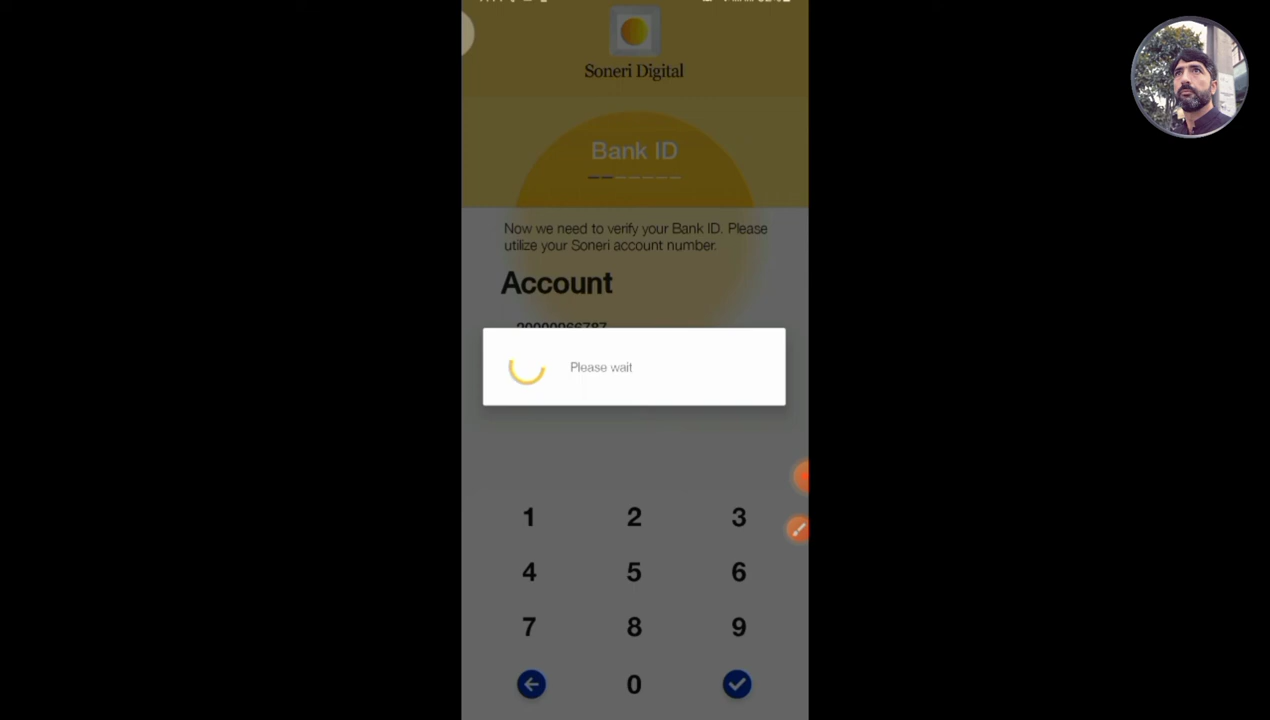 Soneri Digital
Bank ID
Now we need to verify your Bank ID. Please
utilize your Soneri account number.
Account
Please wait
1 2 3
4 5 6
7 8 9
0